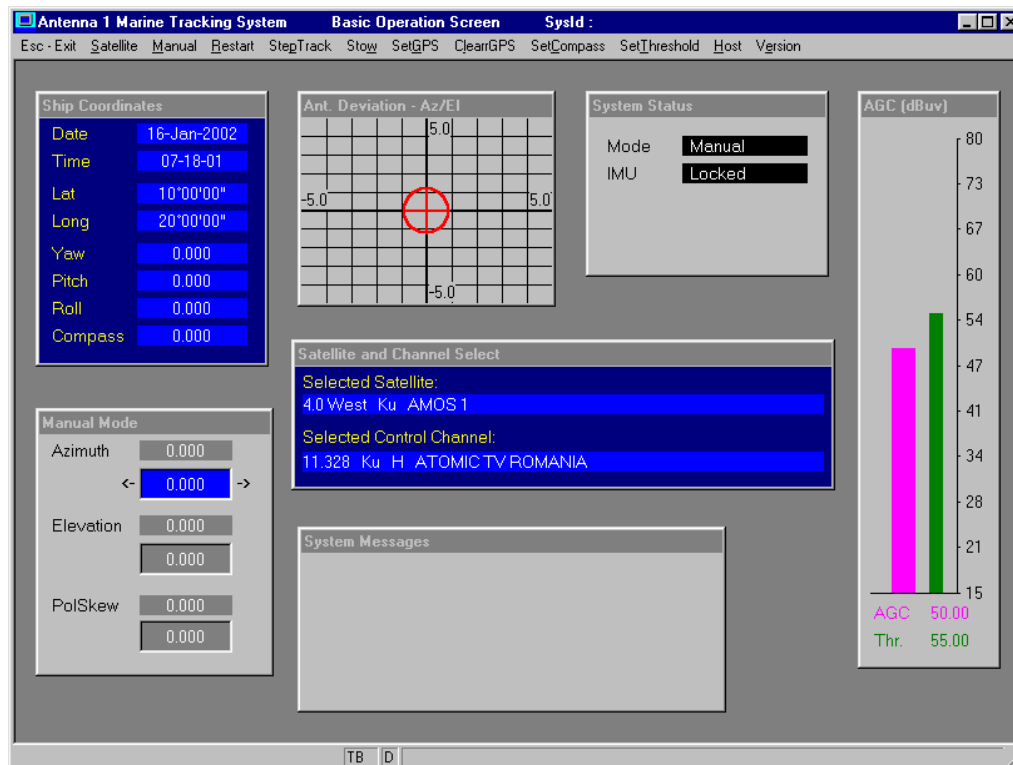 Antenna 1 Marine Tracking System Basic Operation Screen SysId :
Esc - Exit Satellite Manual Restart StepTrack Stow SetGPS ClearrGPS SetCompass SetThreshold Host Version
Ship Coordinates
Date 16-Jan-2002
Time 07-18-01
Lat 10°00'00"
Long 20°00'00"
Yaw 0.000
Pitch 0.000
Roll 0.000
Compass 0.000
Ant. Deviation - Az/El
5.0
-5.0 5.0
-5.0
System Status
Mode Manual
IMU Locked
AGC (dBuv)
80
73
67
60
54
47
41
34
28
21
15
AGC 50.00
Thr. 55.00
Satellite and Channel Select
Selected Satellite:
4.0 West Ku AMOS 1
Selected Control Channel:
11.328 Ku H ATOMIC TV ROMANIA
Manual Mode
Azimuth 0.000
<- 0.000 ->
Elevation 0.000
0.000
PolSkew 0.000
0.000
System Messages
TB D